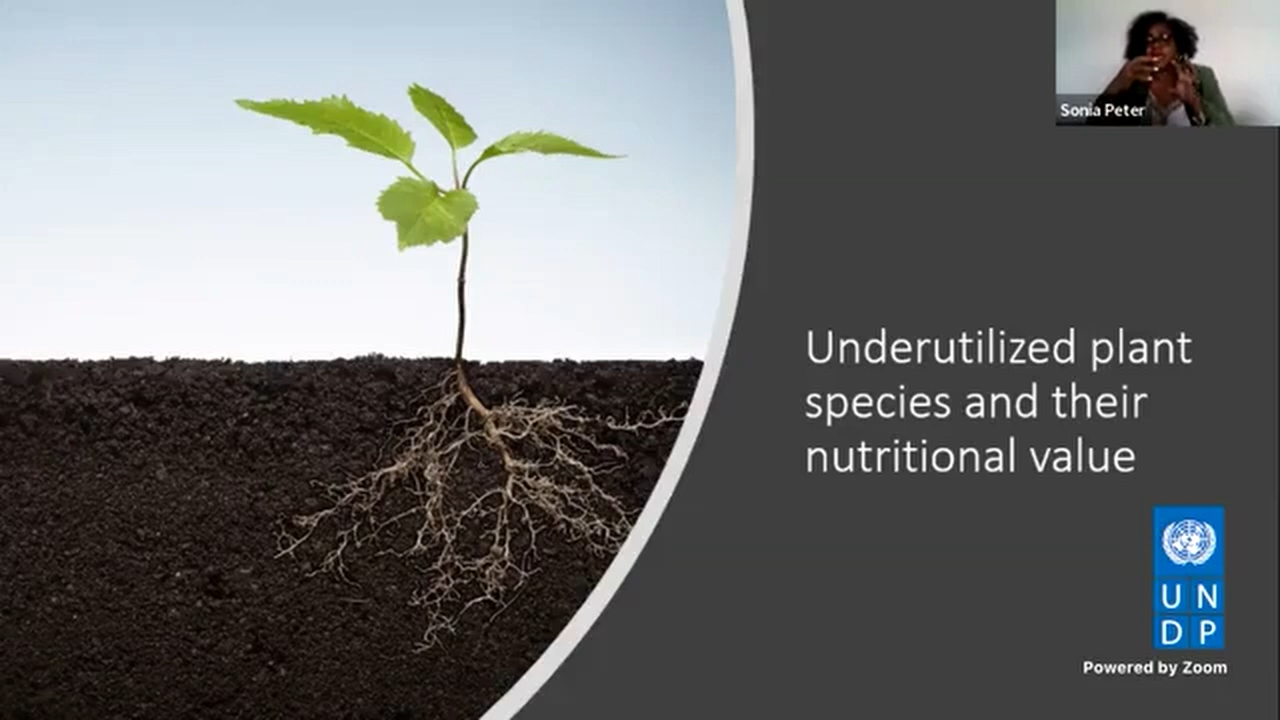 Sonia Peter
Underutilized plant
species and their
nutritional value
U N
D P
Powered by Zoom